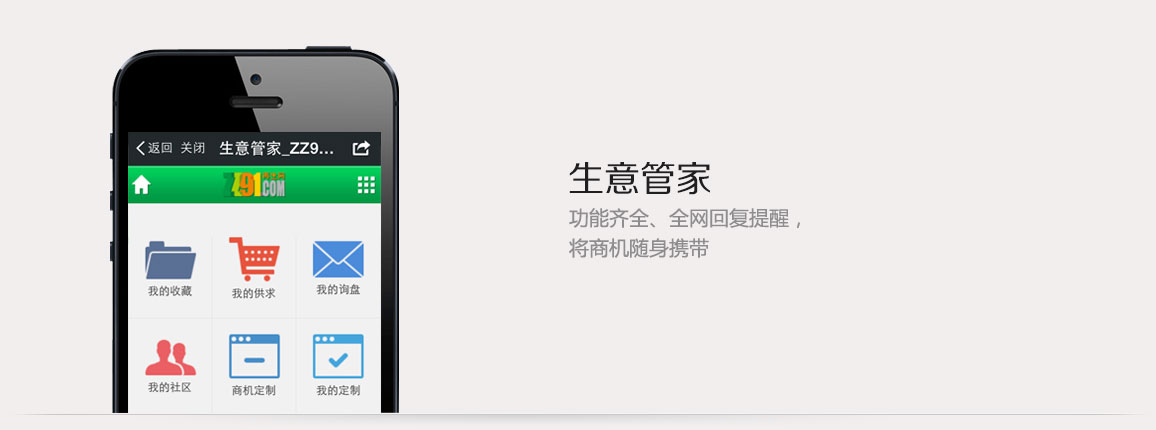 返回 关闭 生意管家_ZZ9...
ZZ91.COM
我的收藏 我的供求 我的询盘
我的社区 商机定制 我的定制
生意管家
功能齐全、全网回复提醒，
将商机随身携带